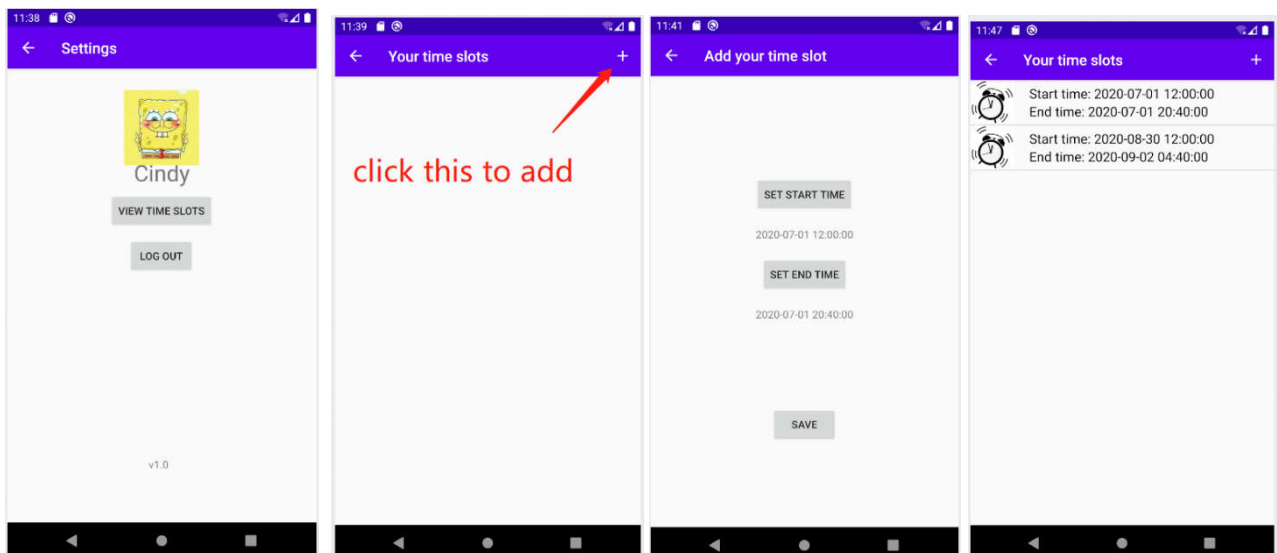 11:38
Settings
Cindy
VIEW TIME SLOTS
LOG OUT
v1.0
11:39
Your time slots
click this to add
11:41
Add your time slot
SET START TIME
2020-07-01 12:00:00
SET END TIME
2020-07-01 20:40:00
SAVE
11:47
Your time slots
Start time: 2020-07-01 12:00:00
End time: 2020-07-01 20:40:00
Start time: 2020-08-30 12:00:00
End time: 2020-09-02 04:40:00